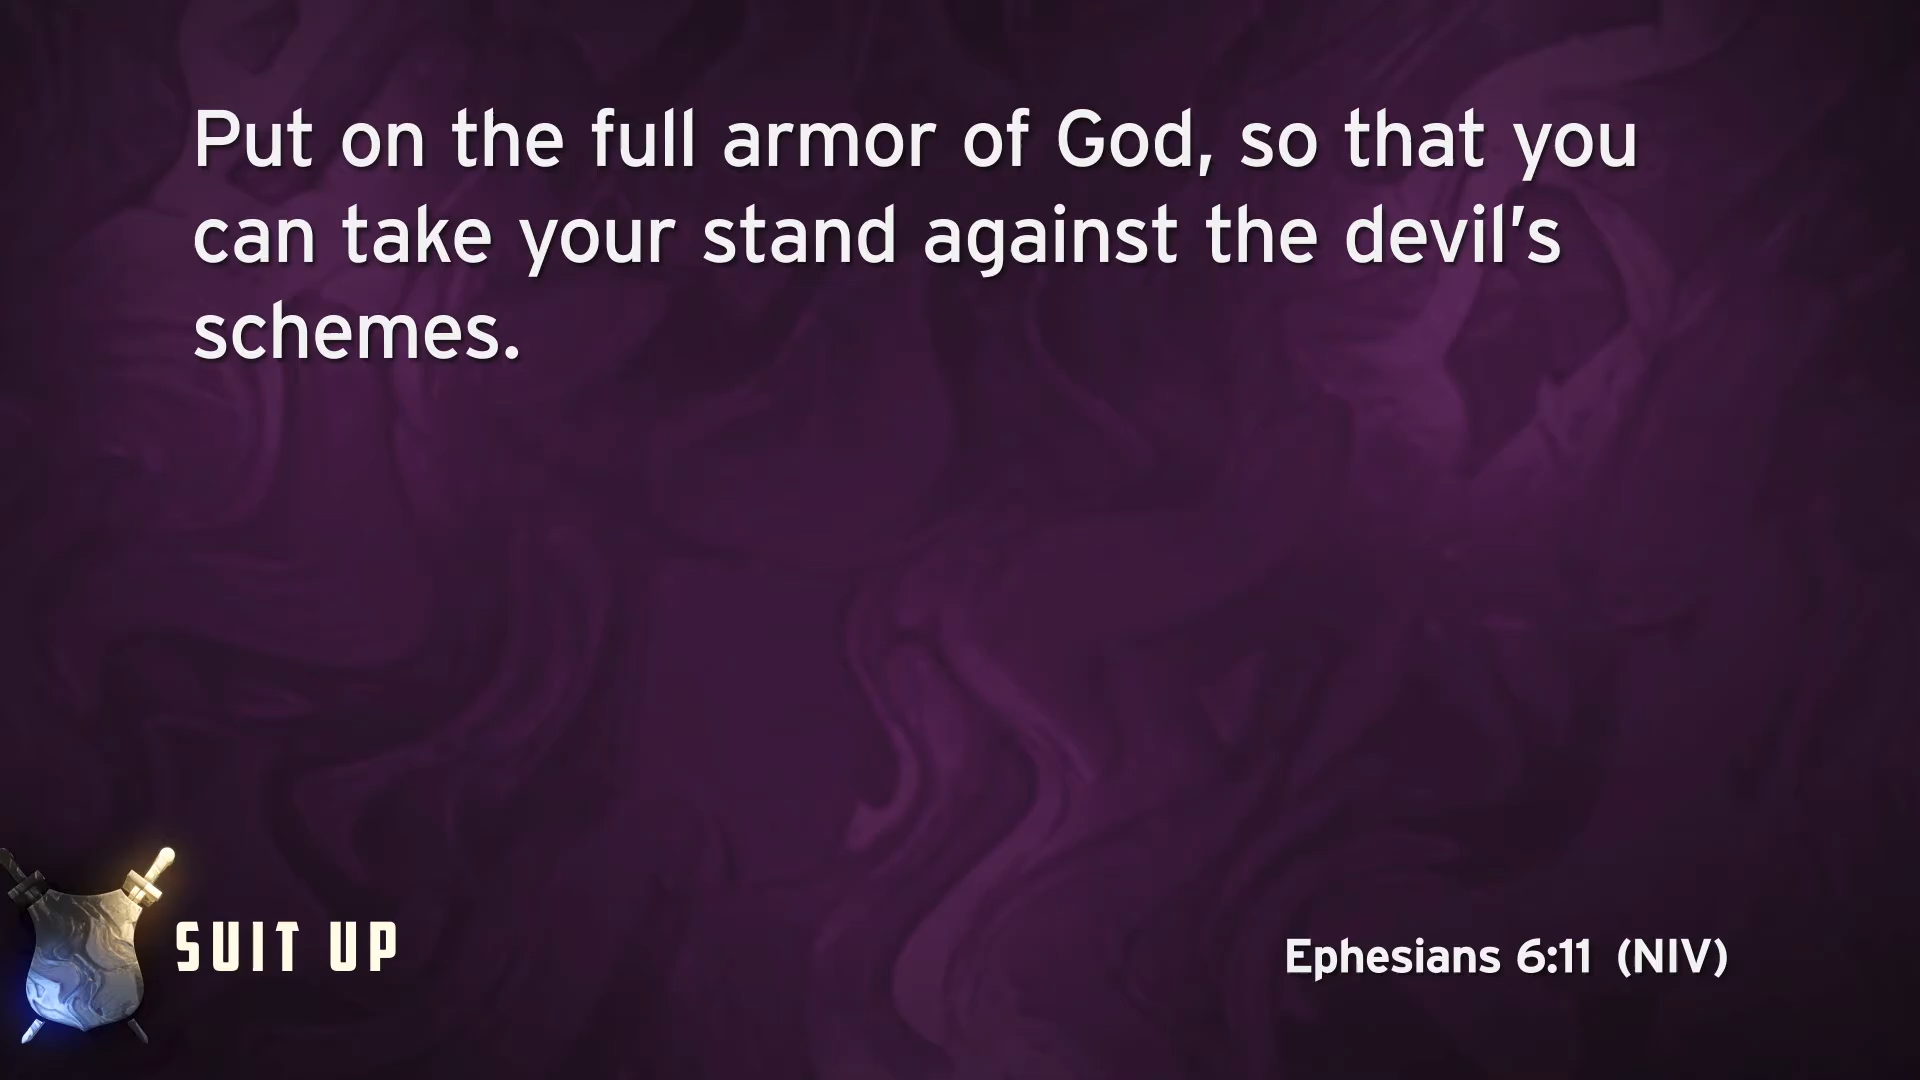 Put on the full armor of God, so that you
can take your stand against the devil's
schemes.
SUIT UP
Ephesians 6:11 (NIV)